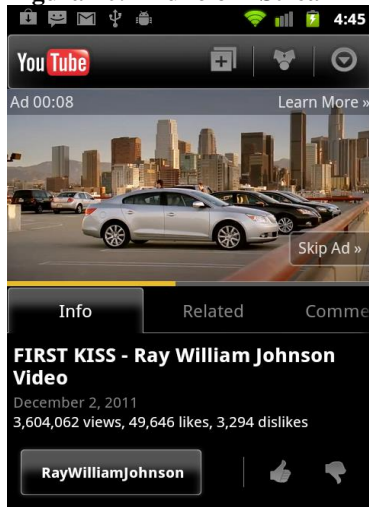 4:45
You Tube
Ad 00:08 Learn More »
Skip Ad »
Info Related Comme
FIRST KISS - Ray William Johnson
Video
December 2, 2011
3,604,062 views, 49,646 likes, 3,294 dislikes
RayWilliamJohnson